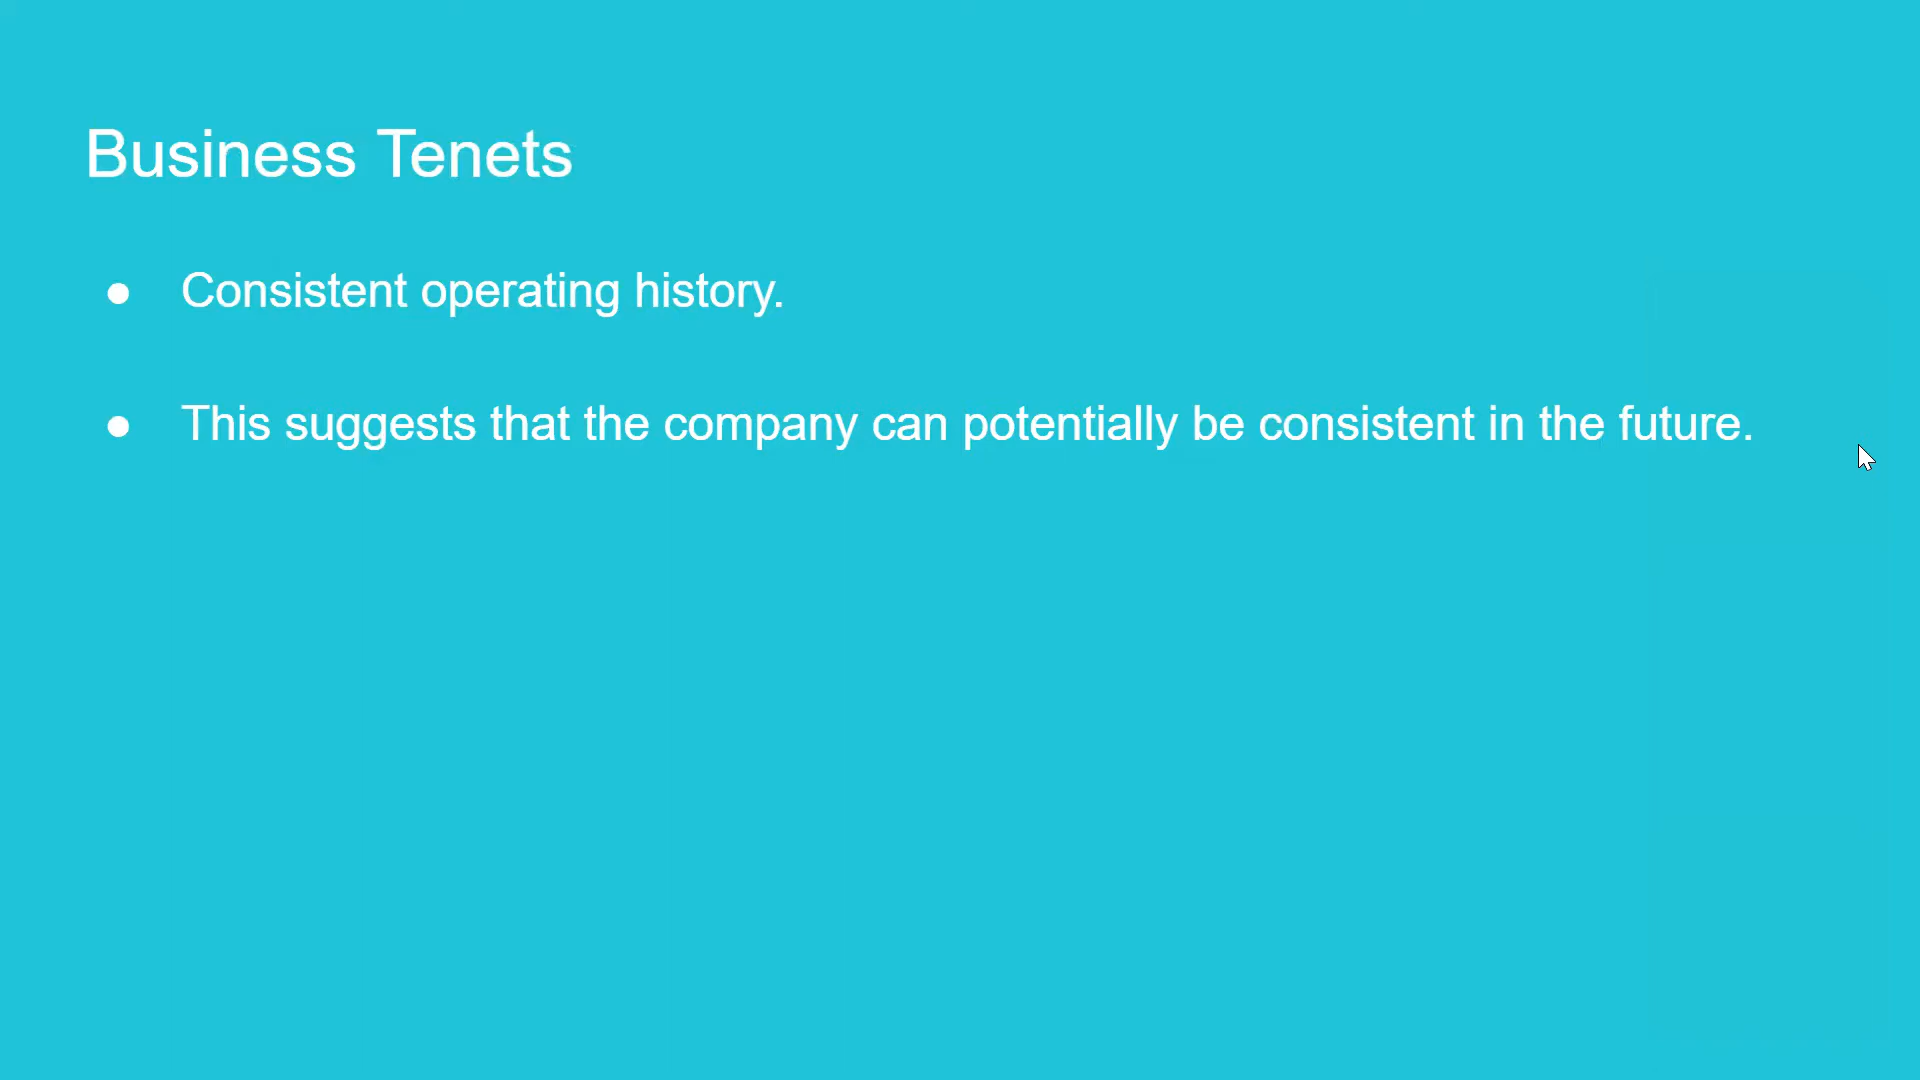 Business Tenets
● Consistent operating history.
● This suggests that the company can potentially be consistent in the future.